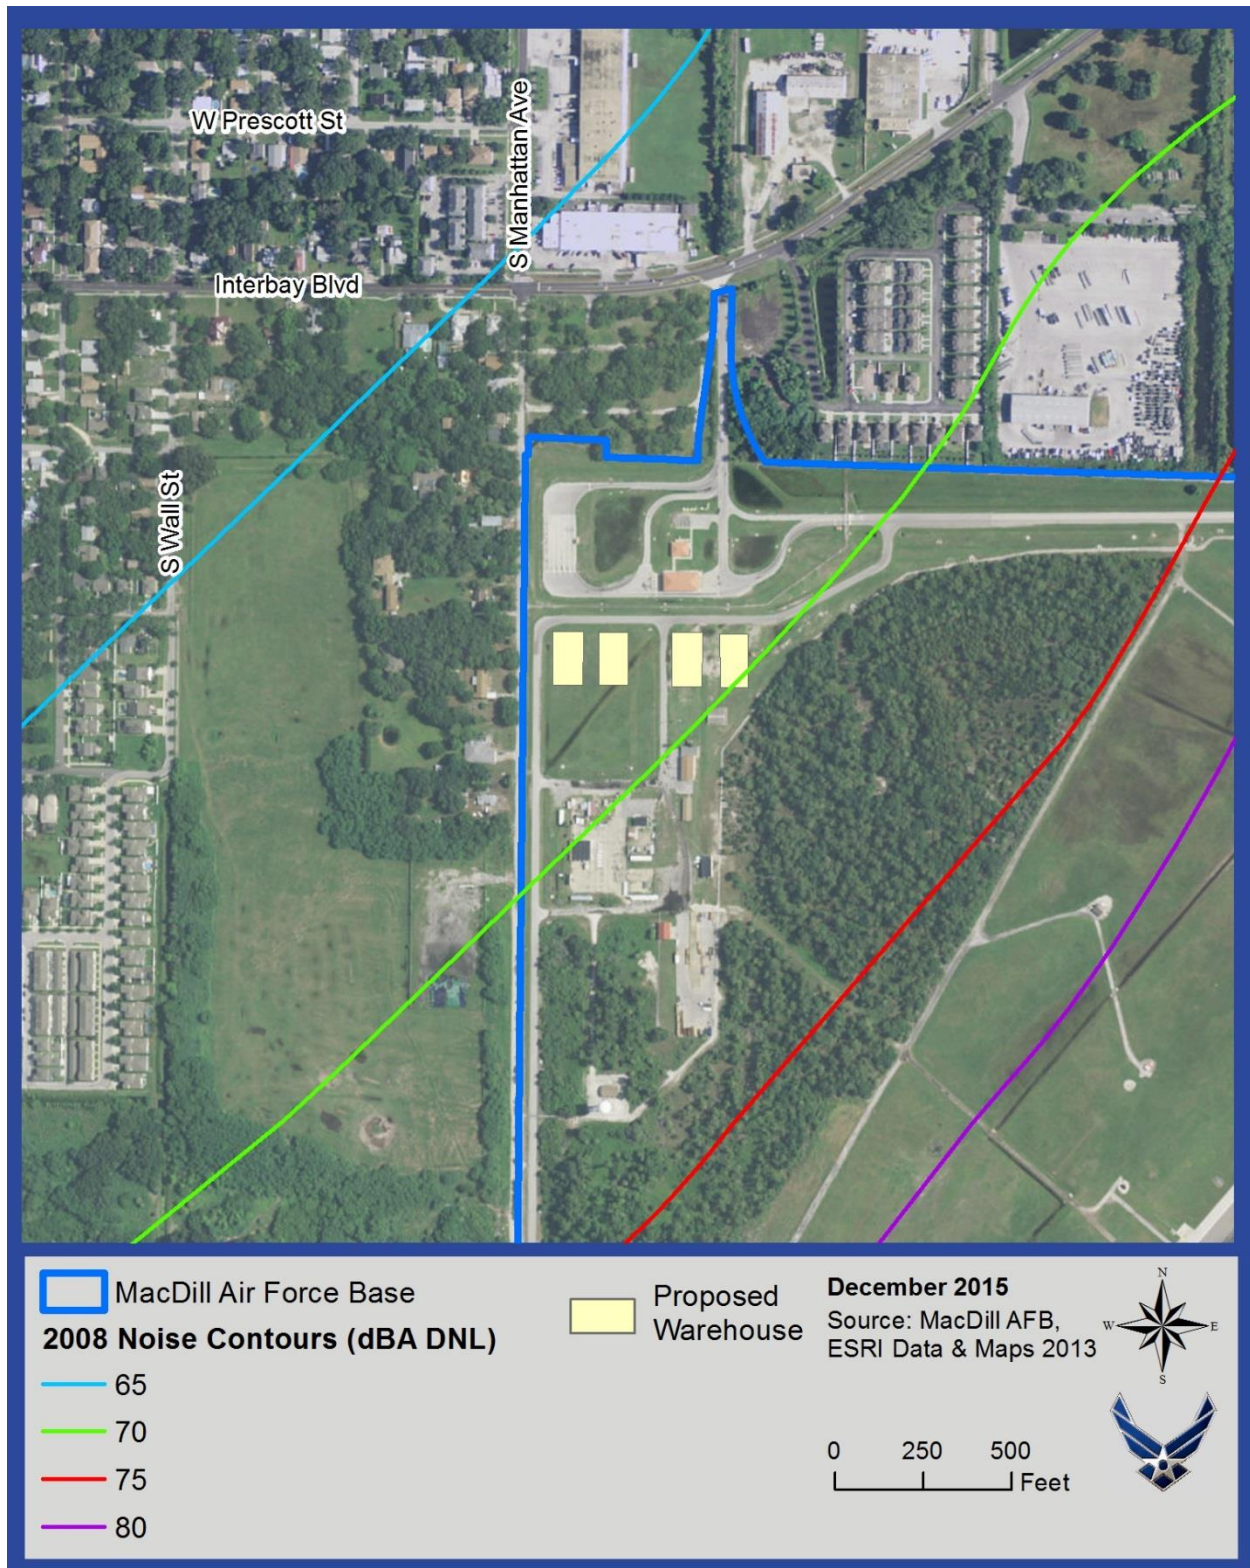 W Prescott St
S Manhattan Ave
Interbay Blvd
S Wall St
MacDill Air Force Base
2008 Noise Contours (dBA DNL)
65
70
75
80
Proposed
Warehouse
December 2015
Source: MacDill AFB,
ESRI Data & Maps 2013
N
W E
S
0 250 500
Feet